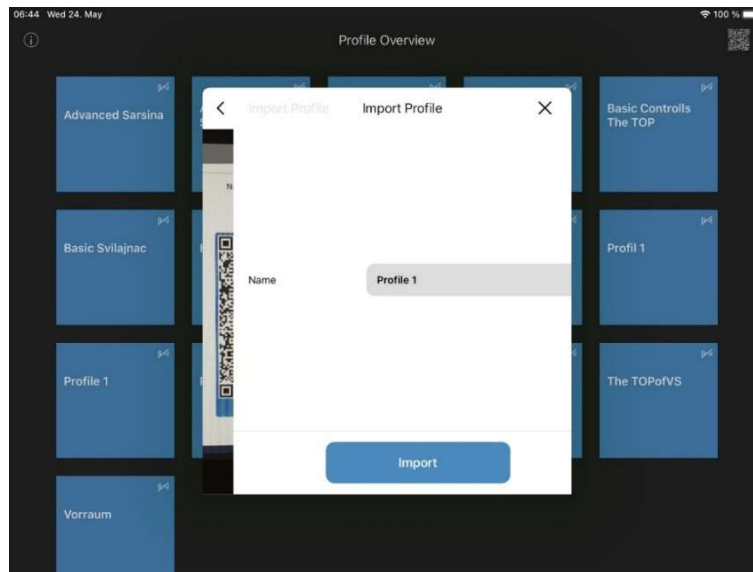 06:44 Wed 24. May
100 %
Profile Overview
Advanced Sarsina
Import Profile
Import Profile
Basic Controlls
The TOP
Basic Svilajnac
Profil 1
Name
Profile 1
Profile 1
The TOPofVS
Import
Vorraum